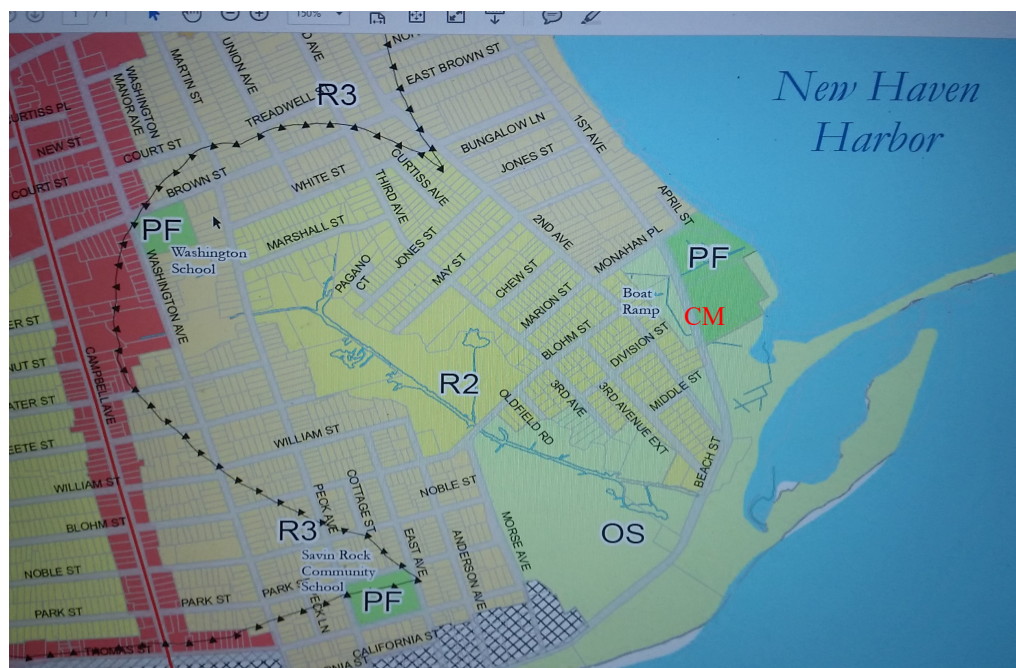 1 / 1
150%
New Haven
Harbor
R3
EAST BROWN ST
UNION AVE
MARTIN ST
WASHINGTON
MANOR AVE
CURTISS PL
NEW ST
COURT ST
COURT ST
TREADWELL S
BUNGALOW LN
1ST AVE
JONES ST
BROWN ST
WHITE ST
CURTISS AVE
THIRD AVE
APRIL ST
PF
Washington
School
MARSHALL ST
PAGANO
CT
JONES ST
MAY ST
2ND AVE
MONAHAN PL
PF
WASHINGTON AVE
CHEW ST
MARION ST
Boat
Ramp
CM
BLOHM ST
DIVISION ST
CAMPBELL AVE
R2
OLDFIELD RD
3RD AVE
3RD AVENUE EXT
MIDDLE ST
WILLIAM ST
BEACH ST
WILLIAM ST
NOBLE ST
PECK AVE
COTTAGE ST
BLOHM ST
R3
EAST AVE
ANDERSON AVE
MORSE AVE
OS
Savin Rock
Community
School
NOBLE ST
PARK ST
PARK ST
PARK S
PF
CALIFORNIA ST
THOMAS ST